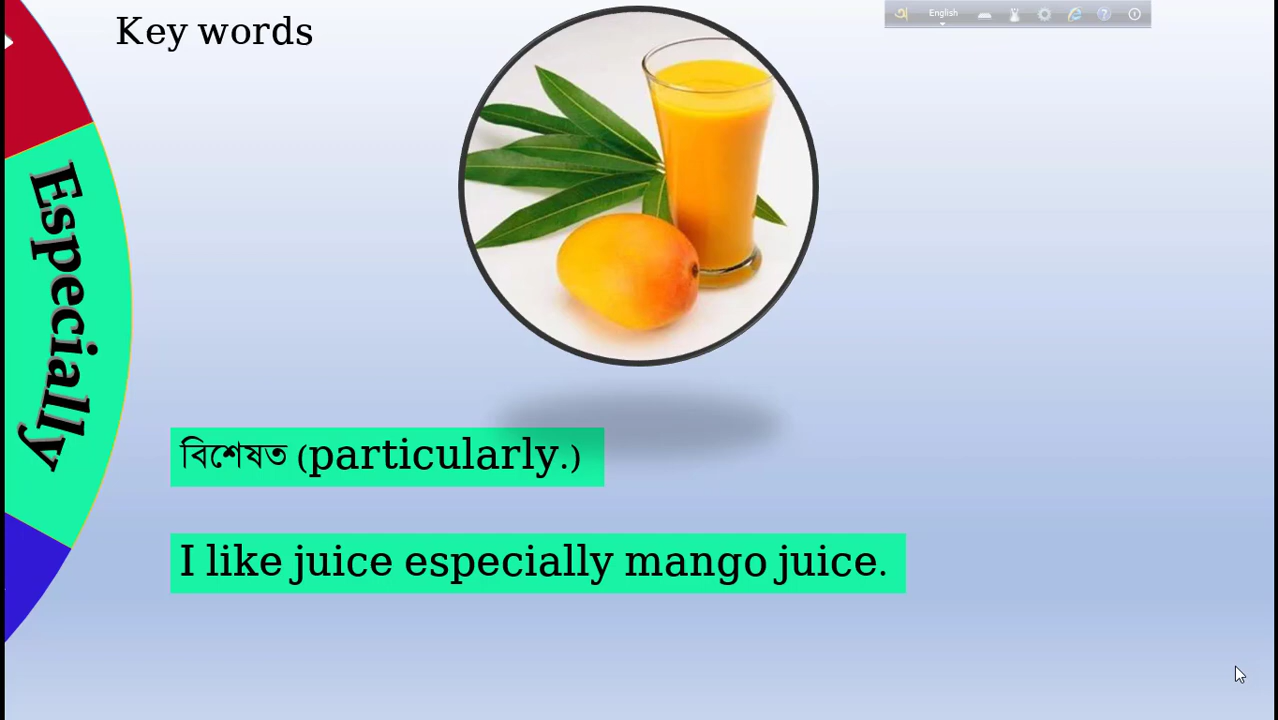 Key words
অ English
Especially
বিশেষত (particularly.)
I like juice especially mango juice.